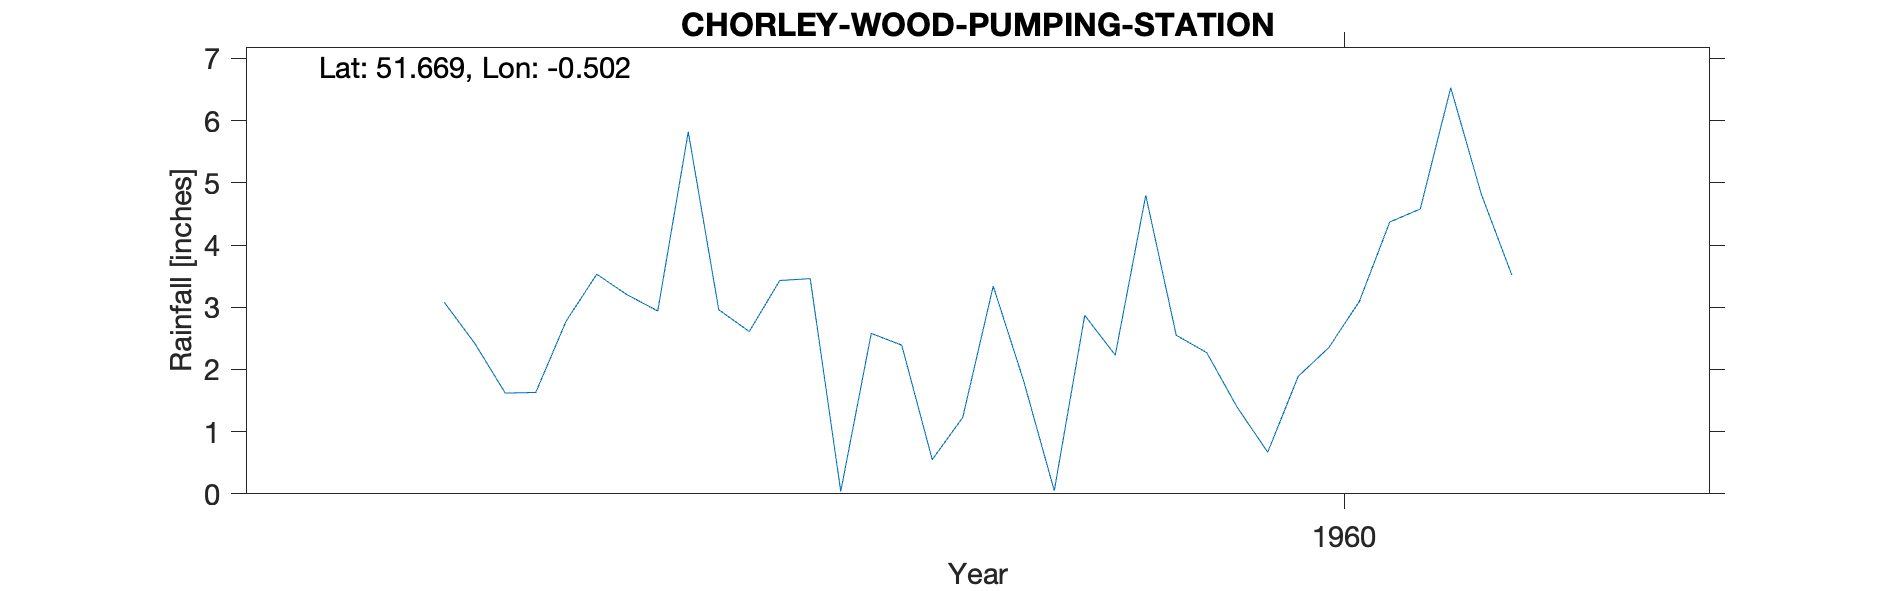 CHORLEY-WOOD-PUMPING-STATION
Lat: 51.669, Lon: -0.502
7
6
5
4
3
2
1
0
Rainfall [inches]
1960
Year